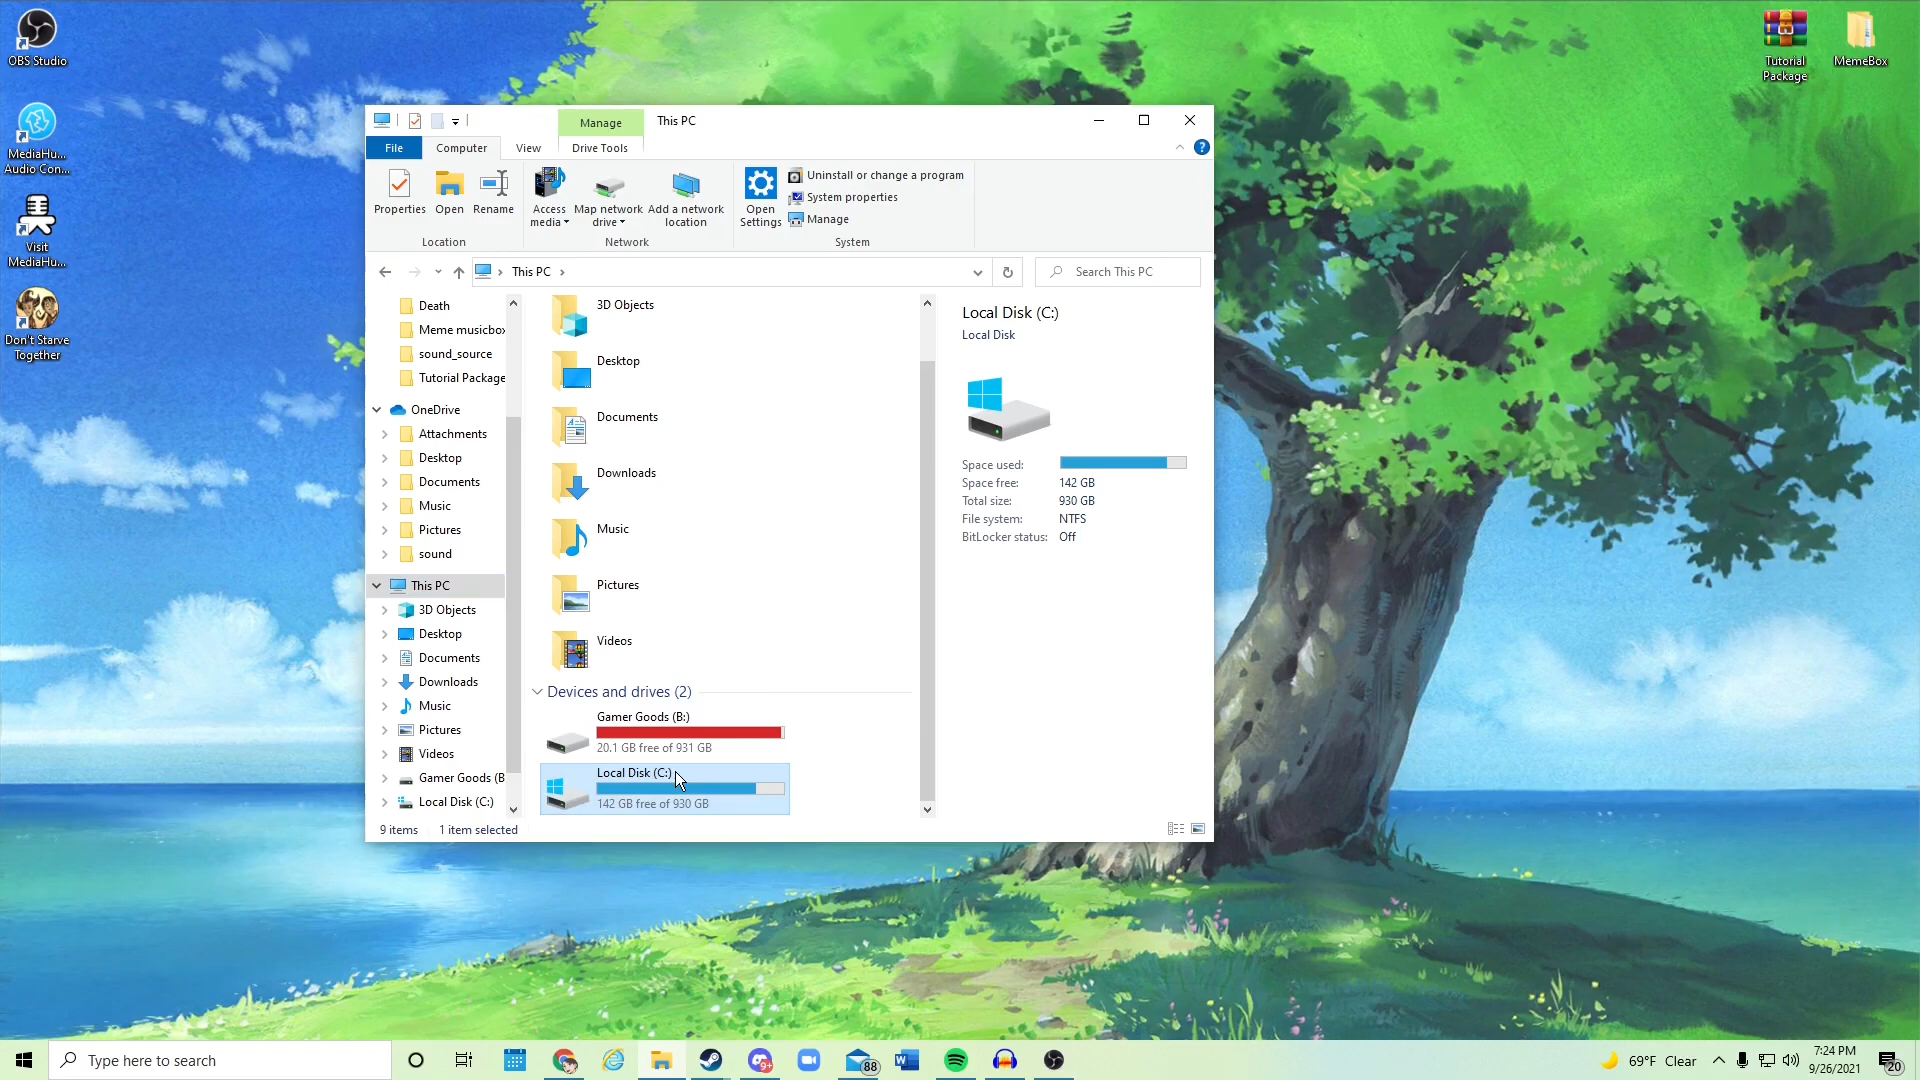 OBS Studio
MediaHu...
Audio Con...
Visit
MediaHu...
Don't Starve
Together
Tutorial
Package
MemeBox
Manage
This PC
File
Computer
View
Drive Tools
Properties
Open
Rename
Access
media
Map network
drive
Add a network
location
Open
Settings
Uninstall or change a program
System properties
Manage
Location
Network
System
This PC
Search This PC
Death
Meme musicbox
sound_source
Tutorial Package
OneDrive
Attachments
Desktop
Documents
Music
Pictures
sound
This PC
3D Objects
Desktop
Documents
Downloads
Music
Pictures
Videos
Gamer Goods (B
Local Disk (C:)
3D Objects
Desktop
Documents
Downloads
Music
Pictures
Videos
Devices and drives (2)
Gamer Goods (B:)
20.1 GB free of 931 GB
Local Disk (C:)
142 GB free of 930 GB
Local Disk (C:)
Local Disk
Space used:
Space free: 142 GB
Total size: 930 GB
File system: NTFS
BitLocker status: Off
9 items 1 item selected
Type here to search
9+
88
69°F Clear
7:24 PM
9/26/2021
20